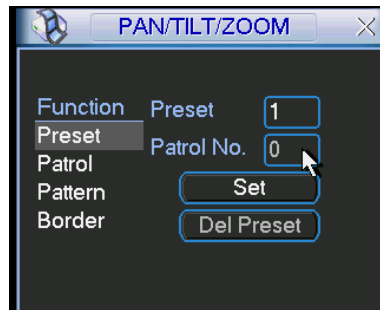 PAN/TILT/ZOOM
Function
Preset
Patrol
Pattern
Border
Preset 1
Patrol No. 0
Set
Del Preset